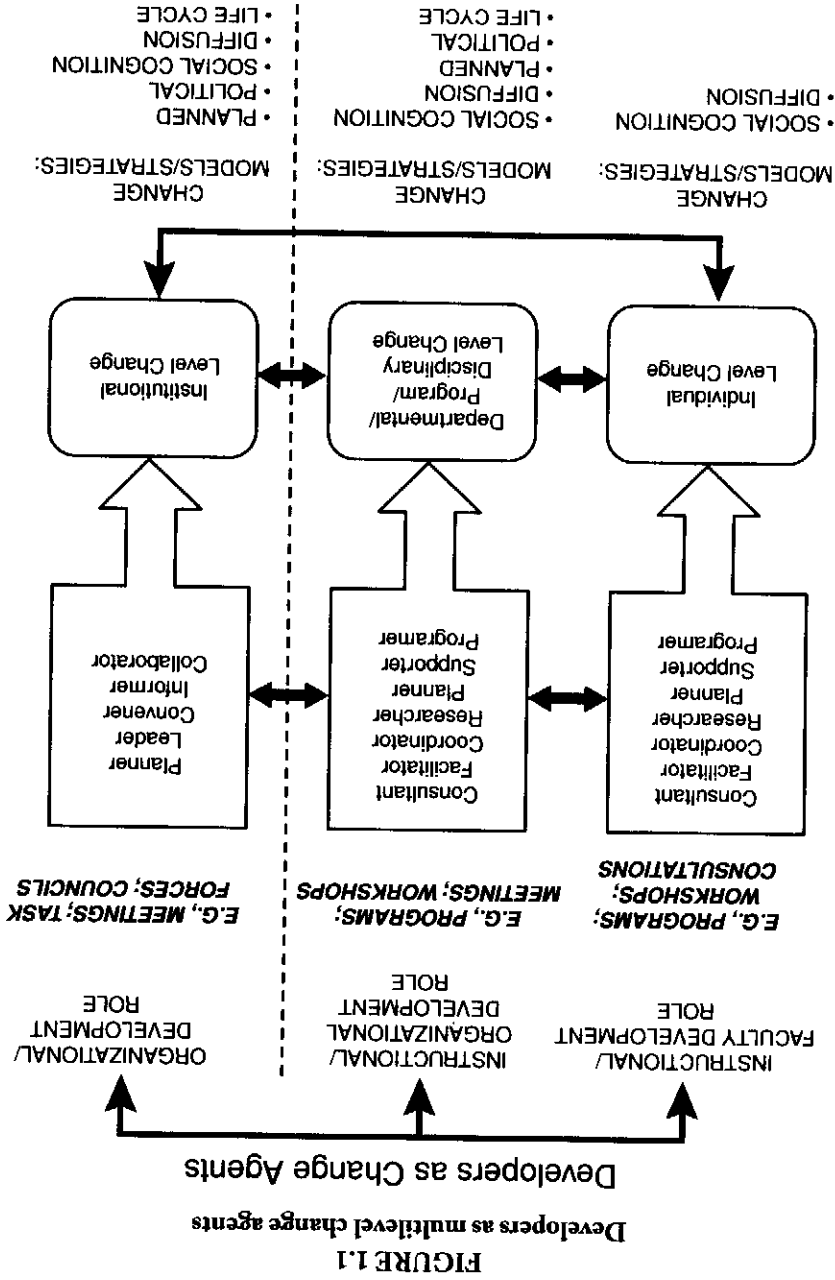 FIGURE 1.1
Developers as multilevel change agents
Developers as Change Agents
INSTRUCTIONAL/
FACULTY DEVELOPMENT
ROLE
E.G., PROGRAMS;
WORKSHOPS;
CONSULTATIONS
Consultant
Facilitator
Coordinator
Researcher
Planner
Supporter
Programer
Individual
Level Change
CHANGE
MODELS/STRATEGIES:
• SOCIAL COGNITION
• DIFFUSION
INSTRUCTIONAL/
ORGANIZATIONAL
DEVELOPMENT
ROLE
E.G., PROGRAMS;
MEETINGS; WORKSHOPS
Consultant
Facilitator
Coordinator
Researcher
Planner
Supporter
Programer
Departmental/
Program/
Disciplinary
Level Change
CHANGE
MODELS/STRATEGIES:
• SOCIAL COGNITION
• DIFFUSION
• PLANNED
• POLITICAL
• LIFE CYCLE
ORGANIZATIONAL/
DEVELOPMENT
ROLE
E.G., MEETINGS; TASK
FORCES; COUNCILS
Planner
Leader
Convener
Informer
Collaborator
Institutional
Level Change
CHANGE
MODELS/STRATEGIES:
• PLANNED
• POLITICAL
• SOCIAL COGNITION
• DIFFUSION
• LIFE CYCLE